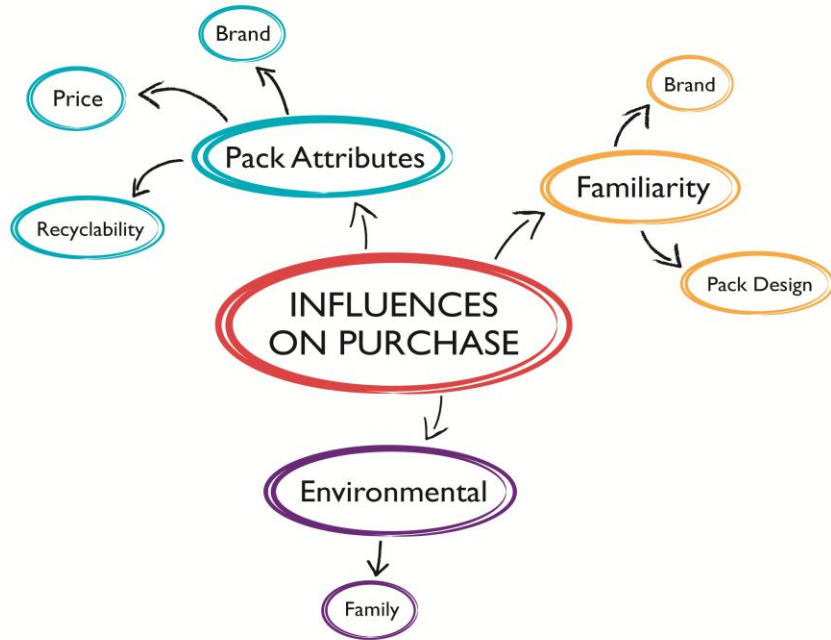 Brand
Price
Pack Attributes
Recyclability
Brand
Familiarity
Pack Design
INFLUENCES
ON PURCHASE
Environmental
Family